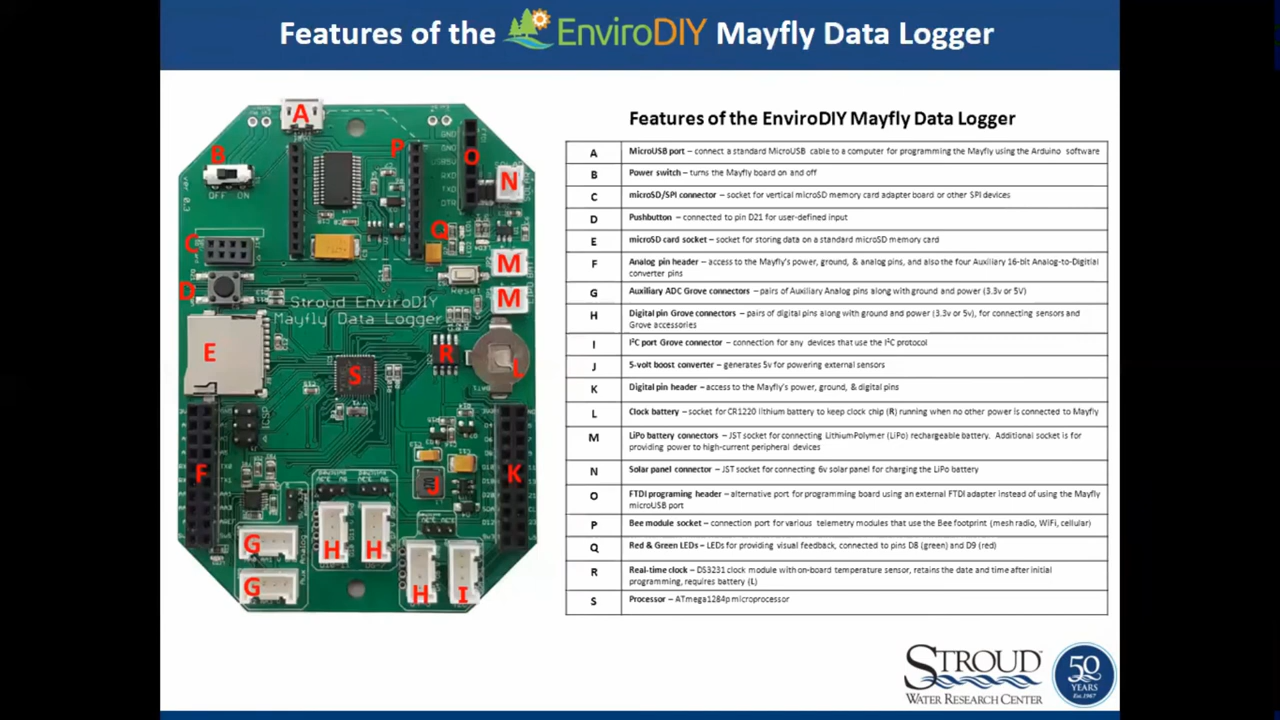 Features of the EnviroDIY Mayfly Data Logger
Features of the EnviroDIY Mayfly Data Logger
A MicroUSB port – connect a standard MicroUSB cable to a computer for programming the Mayfly using the Arduino software
B Power switch – turns the Mayfly board on and off
C microSD/SPI connector – socket for vertical microSD memory card adapter board or other SPI devices
D Pushbutton – connected to pin D21 for user-defined input
E microSD card socket – socket for storing data on a standard microSD memory card
F Analog pin header – access to the Mayfly's power, ground, & analog pins, and also the four Auxiliary 16-bit Analog-to-Digitial
converter pins
G Auxiliary ADC Grove connectors – pairs of Auxiliary Analog pins along with ground and power (3.3v or 5V)
H Digital pin Grove connectors – pairs of digital pins along with ground and power (3.3v or 5v), for connecting sensors and
Grove accessories
I I²C port Grove connector – connection for any devices that use the I²C protocol
J 5-volt boost converter – generates 5v for powering external sensors
K Digital pin header – access to the Mayfly's power, ground, & digital pins
L Clock battery – socket for CR1220 lithium battery to keep clock chip (R) running when no other power is connected to Mayfly
M LiPo battery connectors – JST socket for connecting LithiumPolymer (LiPo) rechargeable battery. Additional socket is for
providing power to high-current peripheral devices
N Solar panel connector – JST socket for connecting 6v solar panel for charging the LiPo battery
O FTDI programing header – alternative port for programming board using an external FTDI adapter instead of using the Mayfly
microUSB port
P Bee module socket – connection port for various telemetry modules that use the Bee footprint (mesh radio, WiFi, cellular)
Q Red & Green LEDs – LEDs for providing visual feedback, connected to pins D8 (green) and D9 (red)
R Real-time clock – DS3231 clock module with on-board temperature sensor, retains the date and time after initial
programming, requires battery (L)
S Processor – ATmega1284p microprocessor
A
B
P
O
N
OFF ON
ver 0.3
GND
GND
USB5V
RXD
TXD
DTR
C
Q
M
D
Reset
M
Stroud EnviroDIY
Mayfly Data Logger
E
R
L
S
ICSP
F
J
K
G
H
H
G
H
I
STROUD
WATER RESEARCH CENTER
50
YEARS
Est. 1967